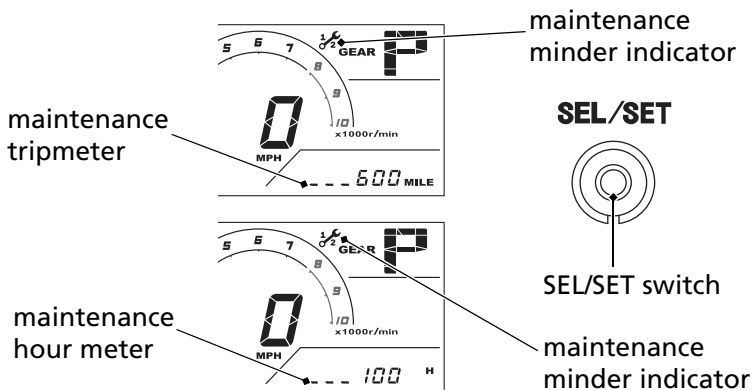 maintenance
minder indicator
5 6 7 8 9 10
1 2
GEAR P
x1000r/min
0
MPH
maintenance
tripmeter
- - - 600 MILE
SEL/SET
SEL/SET switch
5 6 7 8 9 10
1 2
GEAR P
x1000r/min
0
MPH
maintenance
hour meter
- - - 100 H
maintenance
minder indicator